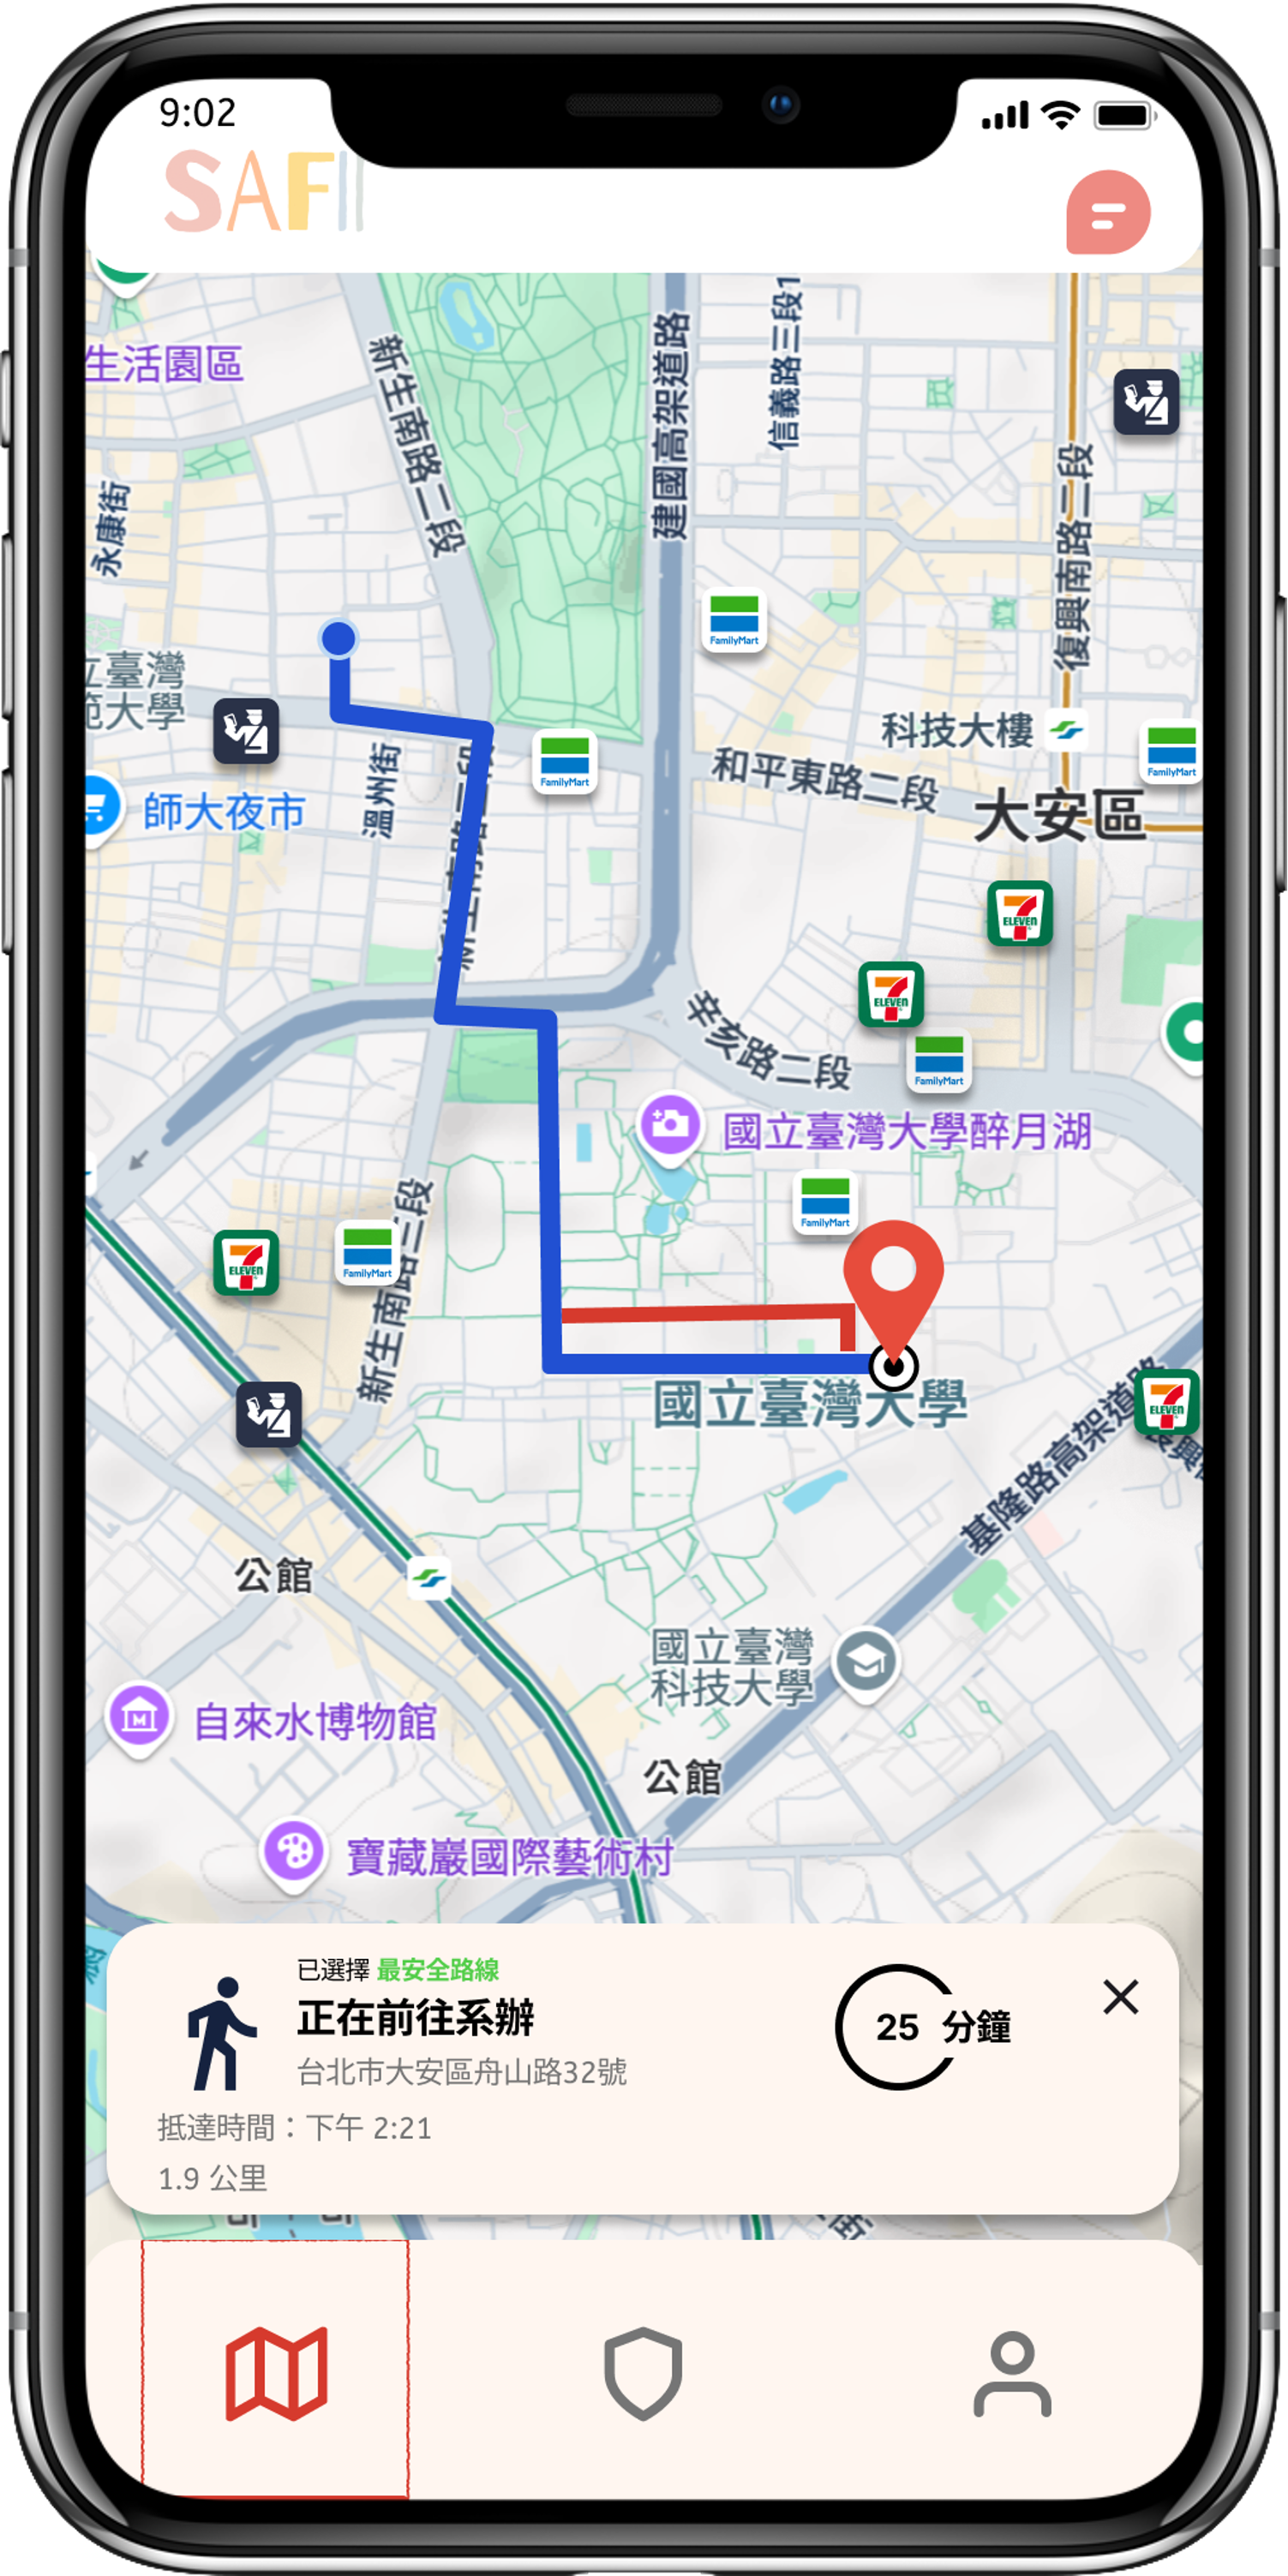 9:02
SAF
生活園區
新生南路二段
建國高架道路
信義路三段1
永康街
復興南路二段
FamilyMart
立臺灣
範大學
科技大樓
FamilyMart
FamilyMart
師大夜市
溫州街
和平東路二段
大安區
ELEVEN
ELEVEN
辛亥路二段
FamilyMart
國立臺灣大學醉月湖
FamilyMart
新生南路三段
ELEVEN
FamilyMart
國立臺灣大學
ELEVEN
基隆路高架道路
公館
國立臺灣
科技大學
自來水博物館
公館
寶藏巖國際藝術村
已選擇 最安全路線
正在前往系辦
台北市大安區舟山路32號
25 分鐘
抵達時間：下午 2:21
1.9 公里